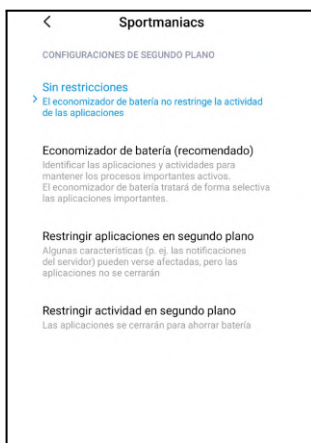 Sportmaniacs
CONFIGURACIONES DE SEGUNDO PLANO
Sin restricciones
El economizador de batería no restringe la actividad
de las aplicaciones
Economizador de batería (recomendado)
Identificar las aplicaciones y actividades para
mantener los procesos importantes activos.
El economizador de batería tratará de forma selectiva
las aplicaciones importantes.
Restringir aplicaciones en segundo plano
Algunas características (p. ej. las notificaciones
del servidor) pueden verse afectadas, pero las
aplicaciones no se cerrarán
Restringir actividad en segundo plano
Las aplicaciones se cerrarán para ahorrar batería